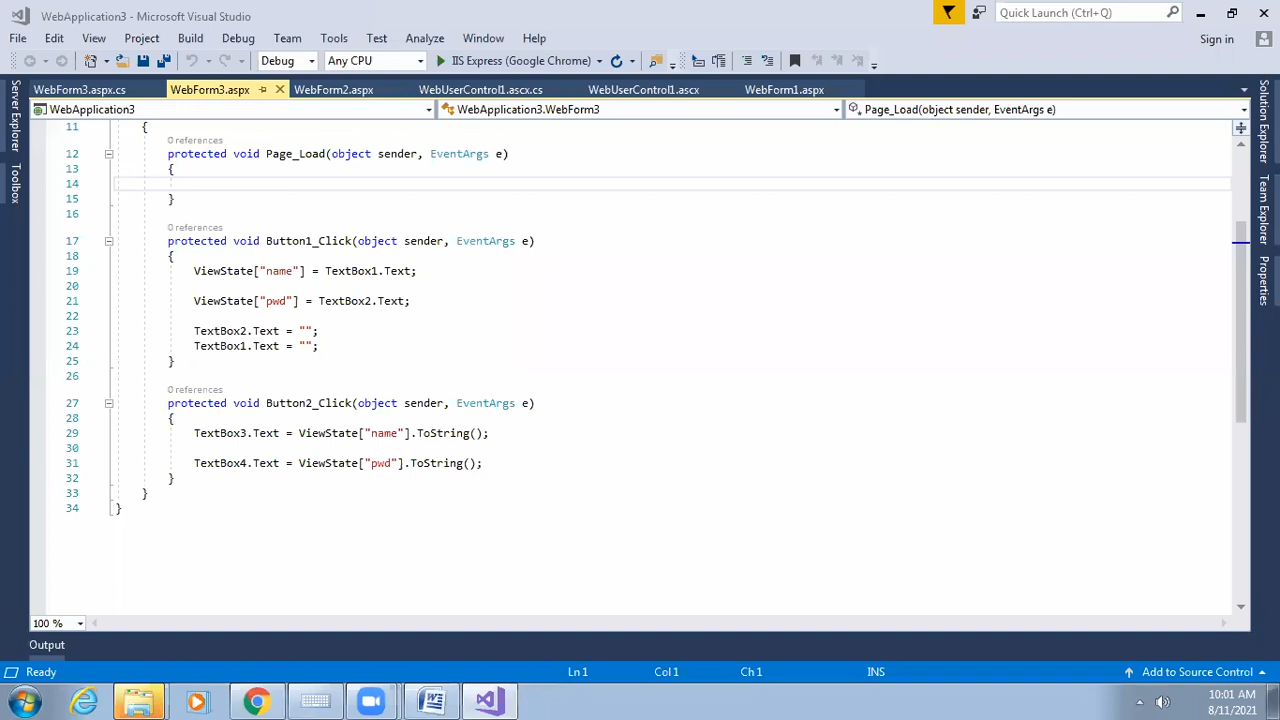 WebApplication3 - Microsoft Visual Studio
Quick Launch (Ctrl+Q)
File Edit View Project Build Debug Team Tools Test Analyze Window Help
Sign in
Debug Any CPU IIS Express (Google Chrome)
WebForm3.aspx.cs WebForm3.aspx WebForm2.aspx WebUserControl1.ascx.cs WebUserControl1.ascx WebForm1.aspx
WebApplication3 WebApplication3.WebForm3 Page_Load(object sender, EventArgs e)
Server Explorer
Toolbox
Solution Explorer
Team Explorer
Properties
11 {
0 references
12 protected void Page_Load(object sender, EventArgs e)
13 {
14
15 }
16
0 references
17 protected void Button1_Click(object sender, EventArgs e)
18 {
19 ViewState["name"] = TextBox1.Text;
20
21 ViewState["pwd"] = TextBox2.Text;
22
23 TextBox2.Text = "";
24 TextBox1.Text = "";
25 }
26
0 references
27 protected void Button2_Click(object sender, EventArgs e)
28 {
29 TextBox3.Text = ViewState["name"].ToString();
30
31 TextBox4.Text = ViewState["pwd"].ToString();
32 }
33 }
34 }
100 %
Output
Ready Ln 1 Col 1 Ch 1 INS Add to Source Control
10:01 AM
8/11/2021